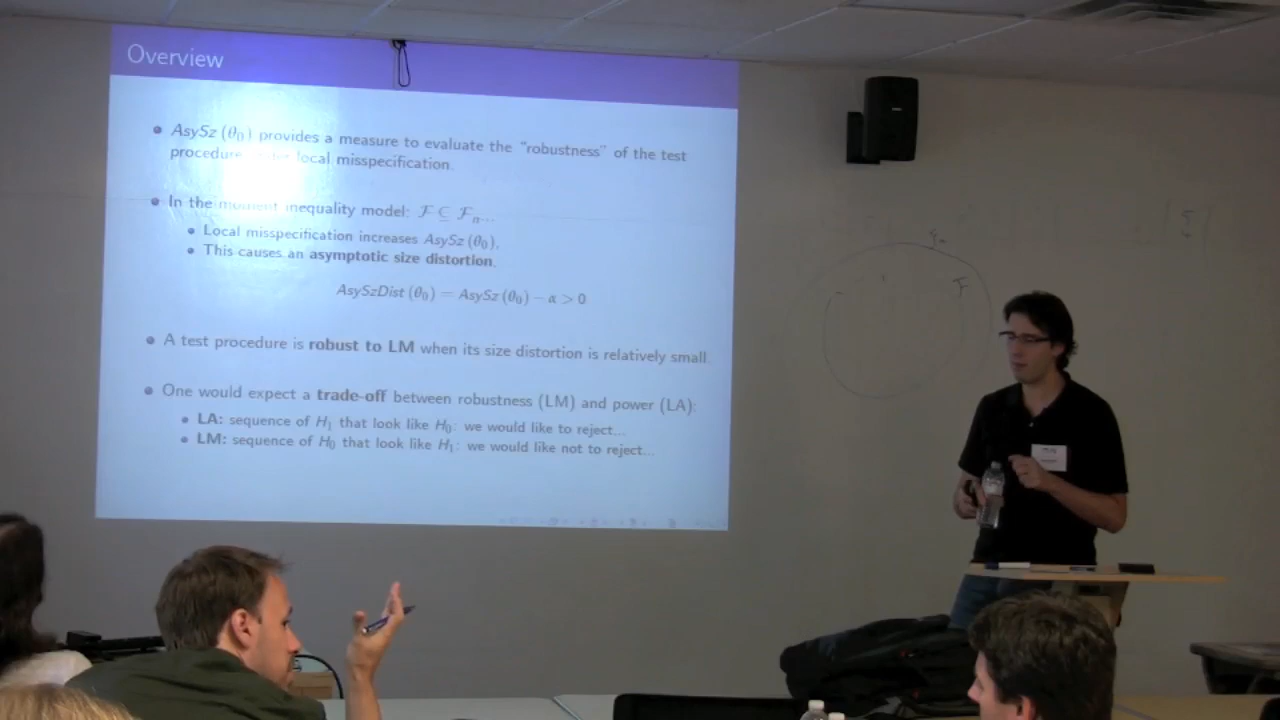 Overview
AsySz (θ₀) provides a measure to evaluate the "robustness" of the test
procedure local misspecification.
In the moment inequality model: ℱ ⊆ ℱₙ...
Local misspecification increases AsySz (θ₀),
This causes an asymptotic size distortion.
AsySzDist (θ₀) = AsySz (θ₀) − α > 0
A test procedure is robust to LM when its size distortion is relatively small.
One would expect a trade-off between robustness (LM) and power (LA):
LA: sequence of H₁ that look like H₀: we would like to reject...
LM: sequence of H₀ that look like H₁: we would like not to reject...
F